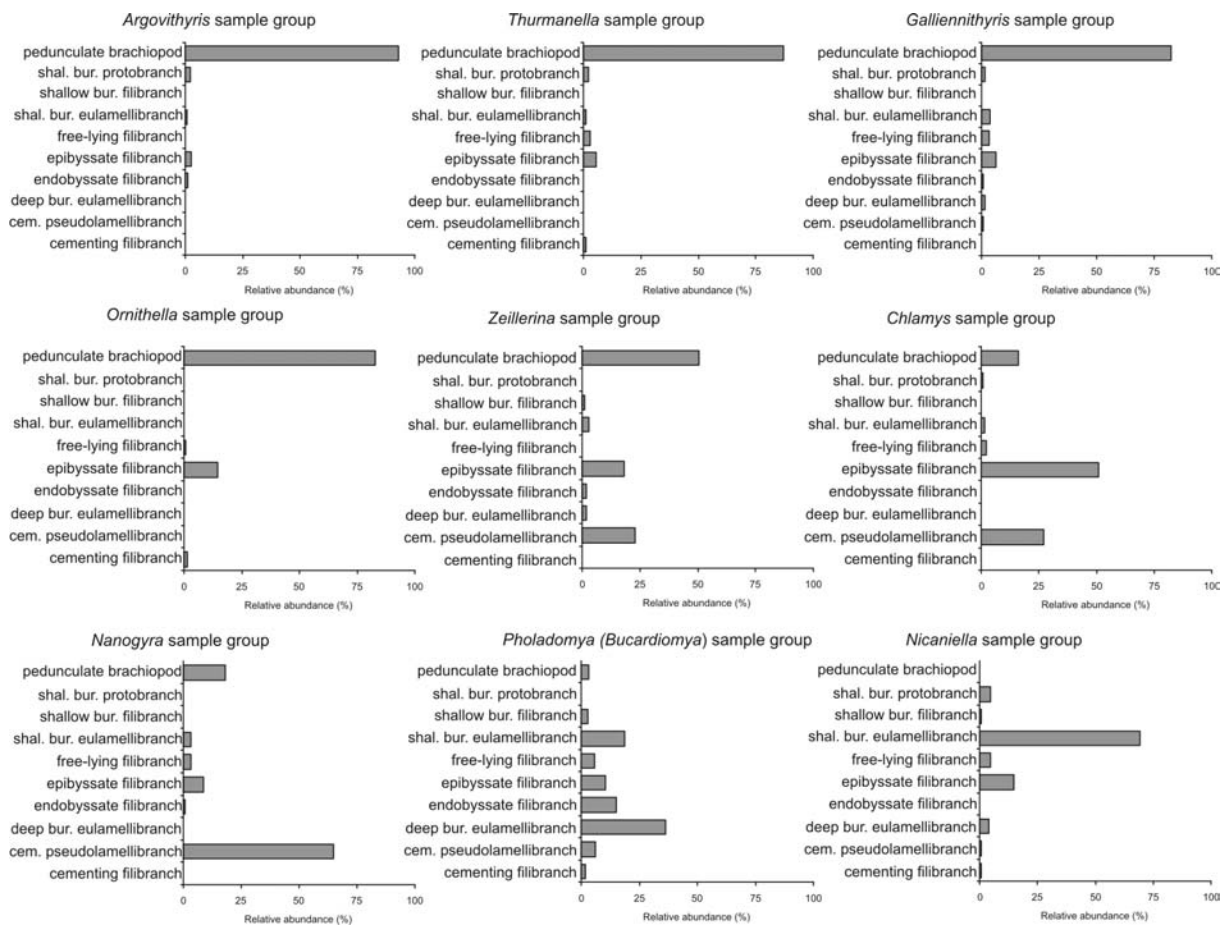 Argovithyris sample group
pedunculate brachiopod
shal. bur. protobranch
shallow bur. filibranch
shal. bur. eulamellibranch
free-lying filibranch
epibyssate filibranch
endobyssate filibranch
deep bur. eulamellibranch
cem. pseudolamellibranch
cementing filibranch
0 25 50 75 100
Relative abundance (%)
Thurmanella sample group
pedunculate brachiopod
shal. bur. protobranch
shallow bur. filibranch
shal. bur. eulamellibranch
free-lying filibranch
epibyssate filibranch
endobyssate filibranch
deep bur. eulamellibranch
cem. pseudolamellibranch
cementing filibranch
0 25 50 75 100
Relative abundance (%)
Galliennithyris sample group
pedunculate brachiopod
shal. bur. protobranch
shallow bur. filibranch
shal. bur. eulamellibranch
free-lying filibranch
epibyssate filibranch
endobyssate filibranch
deep bur. eulamellibranch
cem. pseudolamellibranch
cementing filibranch
0 25 50 75 100
Relative abundance (%)
Ornithella sample group
pedunculate brachiopod
shal. bur. protobranch
shallow bur. filibranch
shal. bur. eulamellibranch
free-lying filibranch
epibyssate filibranch
endobyssate filibranch
deep bur. eulamellibranch
cem. pseudolamellibranch
cementing filibranch
0 25 50 75 100
Relative abundance (%)
Zeillerina sample group
pedunculate brachiopod
shal. bur. protobranch
shallow bur. filibranch
shal. bur. eulamellibranch
free-lying filibranch
epibyssate filibranch
endobyssate filibranch
deep bur. eulamellibranch
cem. pseudolamellibranch
cementing filibranch
0 25 50 75 100
Relative abundance (%)
Chlamys sample group
pedunculate brachiopod
shal. bur. protobranch
shallow bur. filibranch
shal. bur. eulamellibranch
free-lying filibranch
epibyssate filibranch
endobyssate filibranch
deep bur. eulamellibranch
cem. pseudolamellibranch
cementing filibranch
0 25 50 75 100
Relative abundance (%)
Nanogyra sample group
pedunculate brachiopod
shal. bur. protobranch
shallow bur. filibranch
shal. bur. eulamellibranch
free-lying filibranch
epibyssate filibranch
endobyssate filibranch
deep bur. eulamellibranch
cem. pseudolamellibranch
cementing filibranch
0 25 50 75 100
Relative abundance (%)
Pholadomya (Bucardiomya) sample group
pedunculate brachiopod
shal. bur. protobranch
shallow bur. filibranch
shal. bur. eulamellibranch
free-lying filibranch
epibyssate filibranch
endobyssate filibranch
deep bur. eulamellibranch
cem. pseudolamellibranch
cementing filibranch
0 25 50 75 100
Relative abundance (%)
Nicaniella sample group
pedunculate brachiopod
shal. bur. protobranch
shallow bur. filibranch
shal. bur. eulamellibranch
free-lying filibranch
epibyssate filibranch
endobyssate filibranch
deep bur. eulamellibranch
cem. pseudolamellibranch
cementing filibranch
0 25 50 75 100
Relative abundance (%)